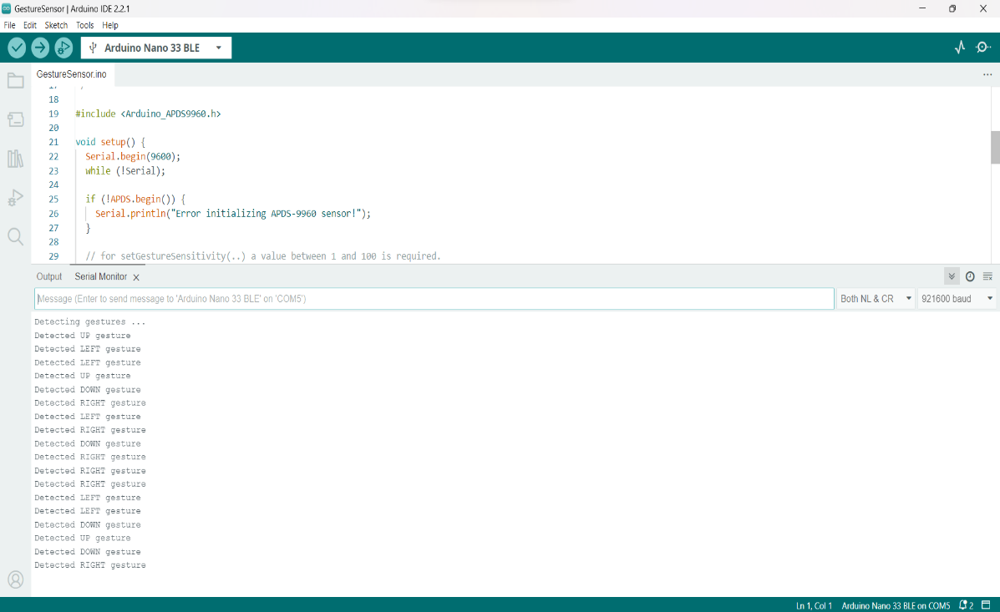 GestureSensor | Arduino IDE 2.2.1
File Edit Sketch Tools Help
Arduino Nano 33 BLE
GestureSensor.ino
18
19 #include <Arduino_APDS9960.h>
20
21 void setup() {
22 Serial.begin(9600);
23 while (!Serial);
24
25 if (!APDS.begin()) {
26 Serial.println("Error initializing APDS-9960 sensor!");
27 }
28
29 // for setGestureSensitivity(..) a value between 1 and 100 is required.
Output Serial Monitor
Message (Enter to send message to 'Arduino Nano 33 BLE' on 'COM5') Both NL & CR 921600 baud
Detecting gestures ...
Detected UP gesture
Detected LEFT gesture
Detected LEFT gesture
Detected UP gesture
Detected DOWN gesture
Detected RIGHT gesture
Detected LEFT gesture
Detected RIGHT gesture
Detected DOWN gesture
Detected RIGHT gesture
Detected RIGHT gesture
Detected RIGHT gesture
Detected LEFT gesture
Detected LEFT gesture
Detected DOWN gesture
Detected UP gesture
Detected DOWN gesture
Detected RIGHT gesture
Ln 1, Col 1 Arduino Nano 33 BLE on COM5 2